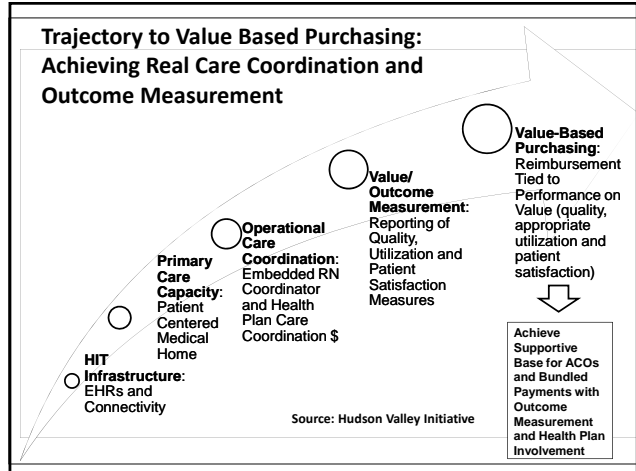 Trajectory to Value Based Purchasing:
Achieving Real Care Coordination and
Outcome Measurement
HIT
Infrastructure:
EHRs and
Connectivity
Primary
Care
Capacity:
Patient
Centered
Medical
Home
Operational
Care
Coordination:
Embedded RN
Coordinator
and Health
Plan Care
Coordination $
Value/
Outcome
Measurement:
Reporting of
Quality,
Utilization and
Patient
Satisfaction
Measures
Value-Based
Purchasing:
Reimbursement
Tied to
Performance on
Value (quality,
appropriate
utilization and
patient
satisfaction)
Achieve
Supportive
Base for ACOs
and Bundled
Payments with
Outcome
Measurement
and Health Plan
Involvement
Source: Hudson Valley Initiative